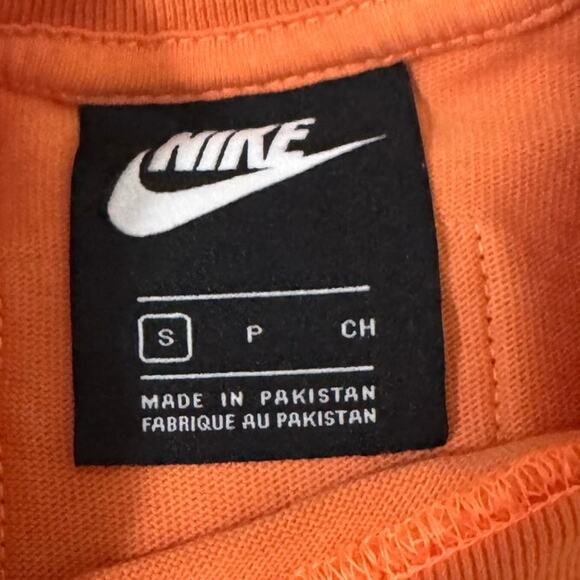 NIKE
S P CH
MADE IN PAKISTAN
FABRIQUE AU PAKISTAN